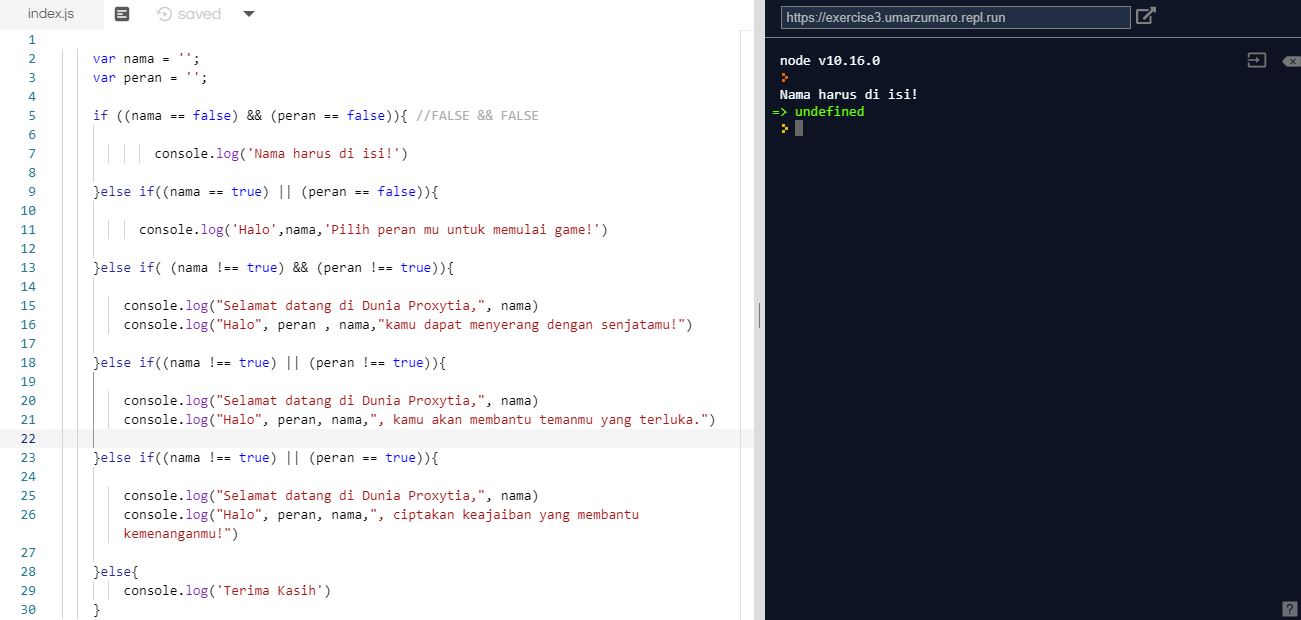 index.js
saved
1
2 var nama = '';
3 var peran = '';
4
5 if ((nama == false) && (peran == false)){ //FALSE && FALSE
6
7 console.log('Nama harus di isi!')
8
9 }else if((nama == true) || (peran == false)){
10
11 console.log('Halo',nama,'Pilih peran mu untuk memulai game!')
12
13 }else if( (nama !== true) && (peran !== true)){
14
15 console.log("Selamat datang di Dunia Proxytia,", nama)
16 console.log("Halo", peran , nama,"kamu dapat menyerang dengan senjatamu!")
17
18 }else if((nama !== true) || (peran !== true)){
19
20 console.log("Selamat datang di Dunia Proxytia,", nama)
21 console.log("Halo", peran, nama,", kamu akan membantu temanmu yang terluka.")
22
23 }else if((nama !== true) || (peran == true)){
24
25 console.log("Selamat datang di Dunia Proxytia,", nama)
26 console.log("Halo", peran, nama,", ciptakan keajaiban yang membantu
kemenanganmu!")
27
28 }else{
29 console.log('Terima Kasih')
30 }
https://exercise3.umarzumaro.repl.run
node v10.16.0
Nama harus di isi!
=> undefined
?